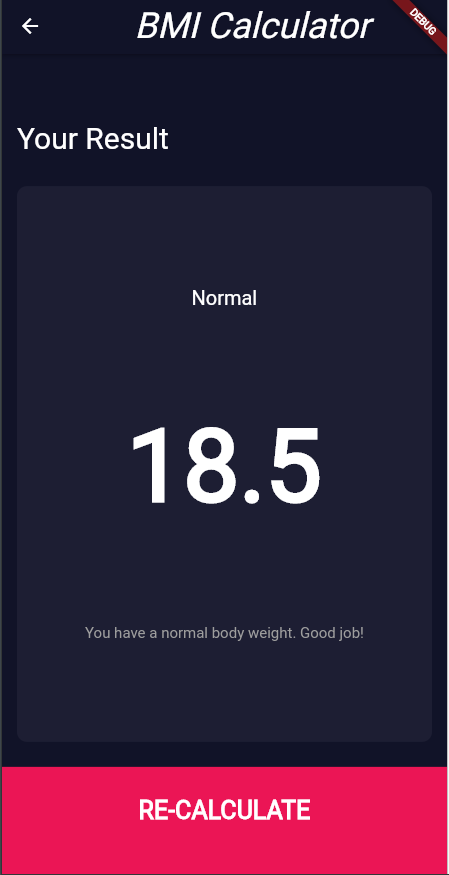 BMI Calculator
DEBUG
Your Result
Normal
18.5
You have a normal body weight. Good job!
RE-CALCULATE